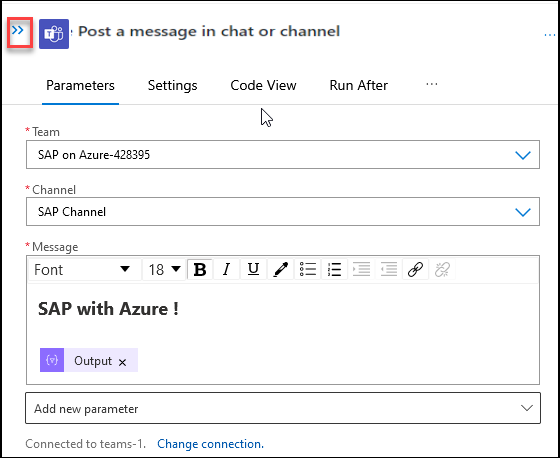 Post a message in chat or channel
Parameters Settings Code View Run After ...
* Team
SAP on Azure-428395
* Channel
SAP Channel
* Message
Font 18 B I U
SAP with Azure !
Output ×
Add new parameter
Connected to teams-1. Change connection.